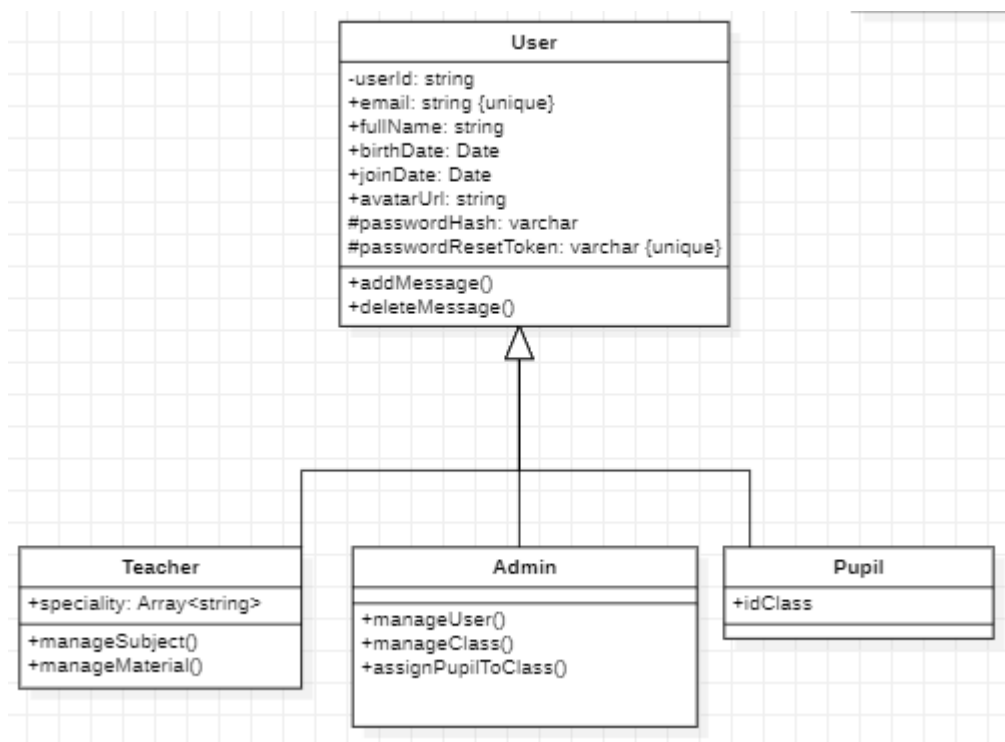 User
-userId: string
+email: string {unique}
+fullName: string
+birthDate: Date
+joinDate: Date
+avatarUrl: string
#passwordHash: varchar
#passwordResetToken: varchar {unique}
+addMessage()
+deleteMessage()
Teacher
+speciality: Array<string>
+manageSubject()
+manageMaterial()
Admin
+manageUser()
+manageClass()
+assignPupilToClass()
Pupil
+idClass